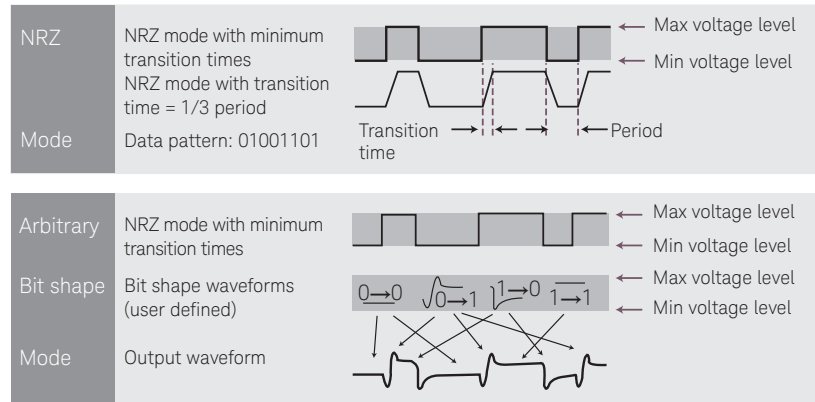 NRZ
NRZ mode with minimum
transition times
NRZ mode with transition
time = 1/3 period
Mode
Data pattern: 01001101
Max voltage level
Min voltage level
Transition
time
Period
Arbitrary
NRZ mode with minimum
transition times
Max voltage level
Min voltage level
Bit shape
Bit shape waveforms
(user defined)
0→0
0→1
1→0
1→1
Max voltage level
Min voltage level
Mode
Output waveform